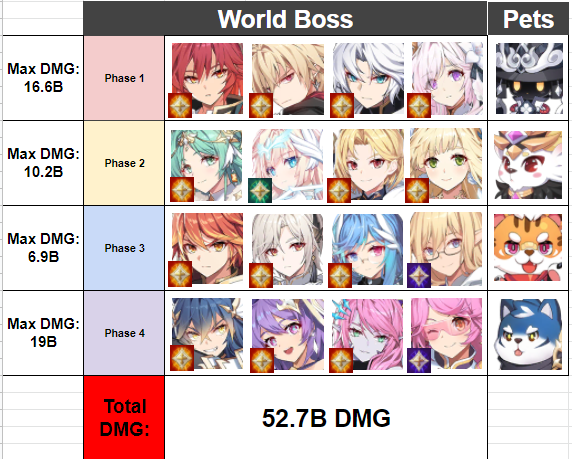 World Boss
Pets
Max DMG:
16.6B
Phase 1
Max DMG:
10.2B
Phase 2
Max DMG:
6.9B
Phase 3
Max DMG:
19B
Phase 4
Total
DMG:
52.7B DMG